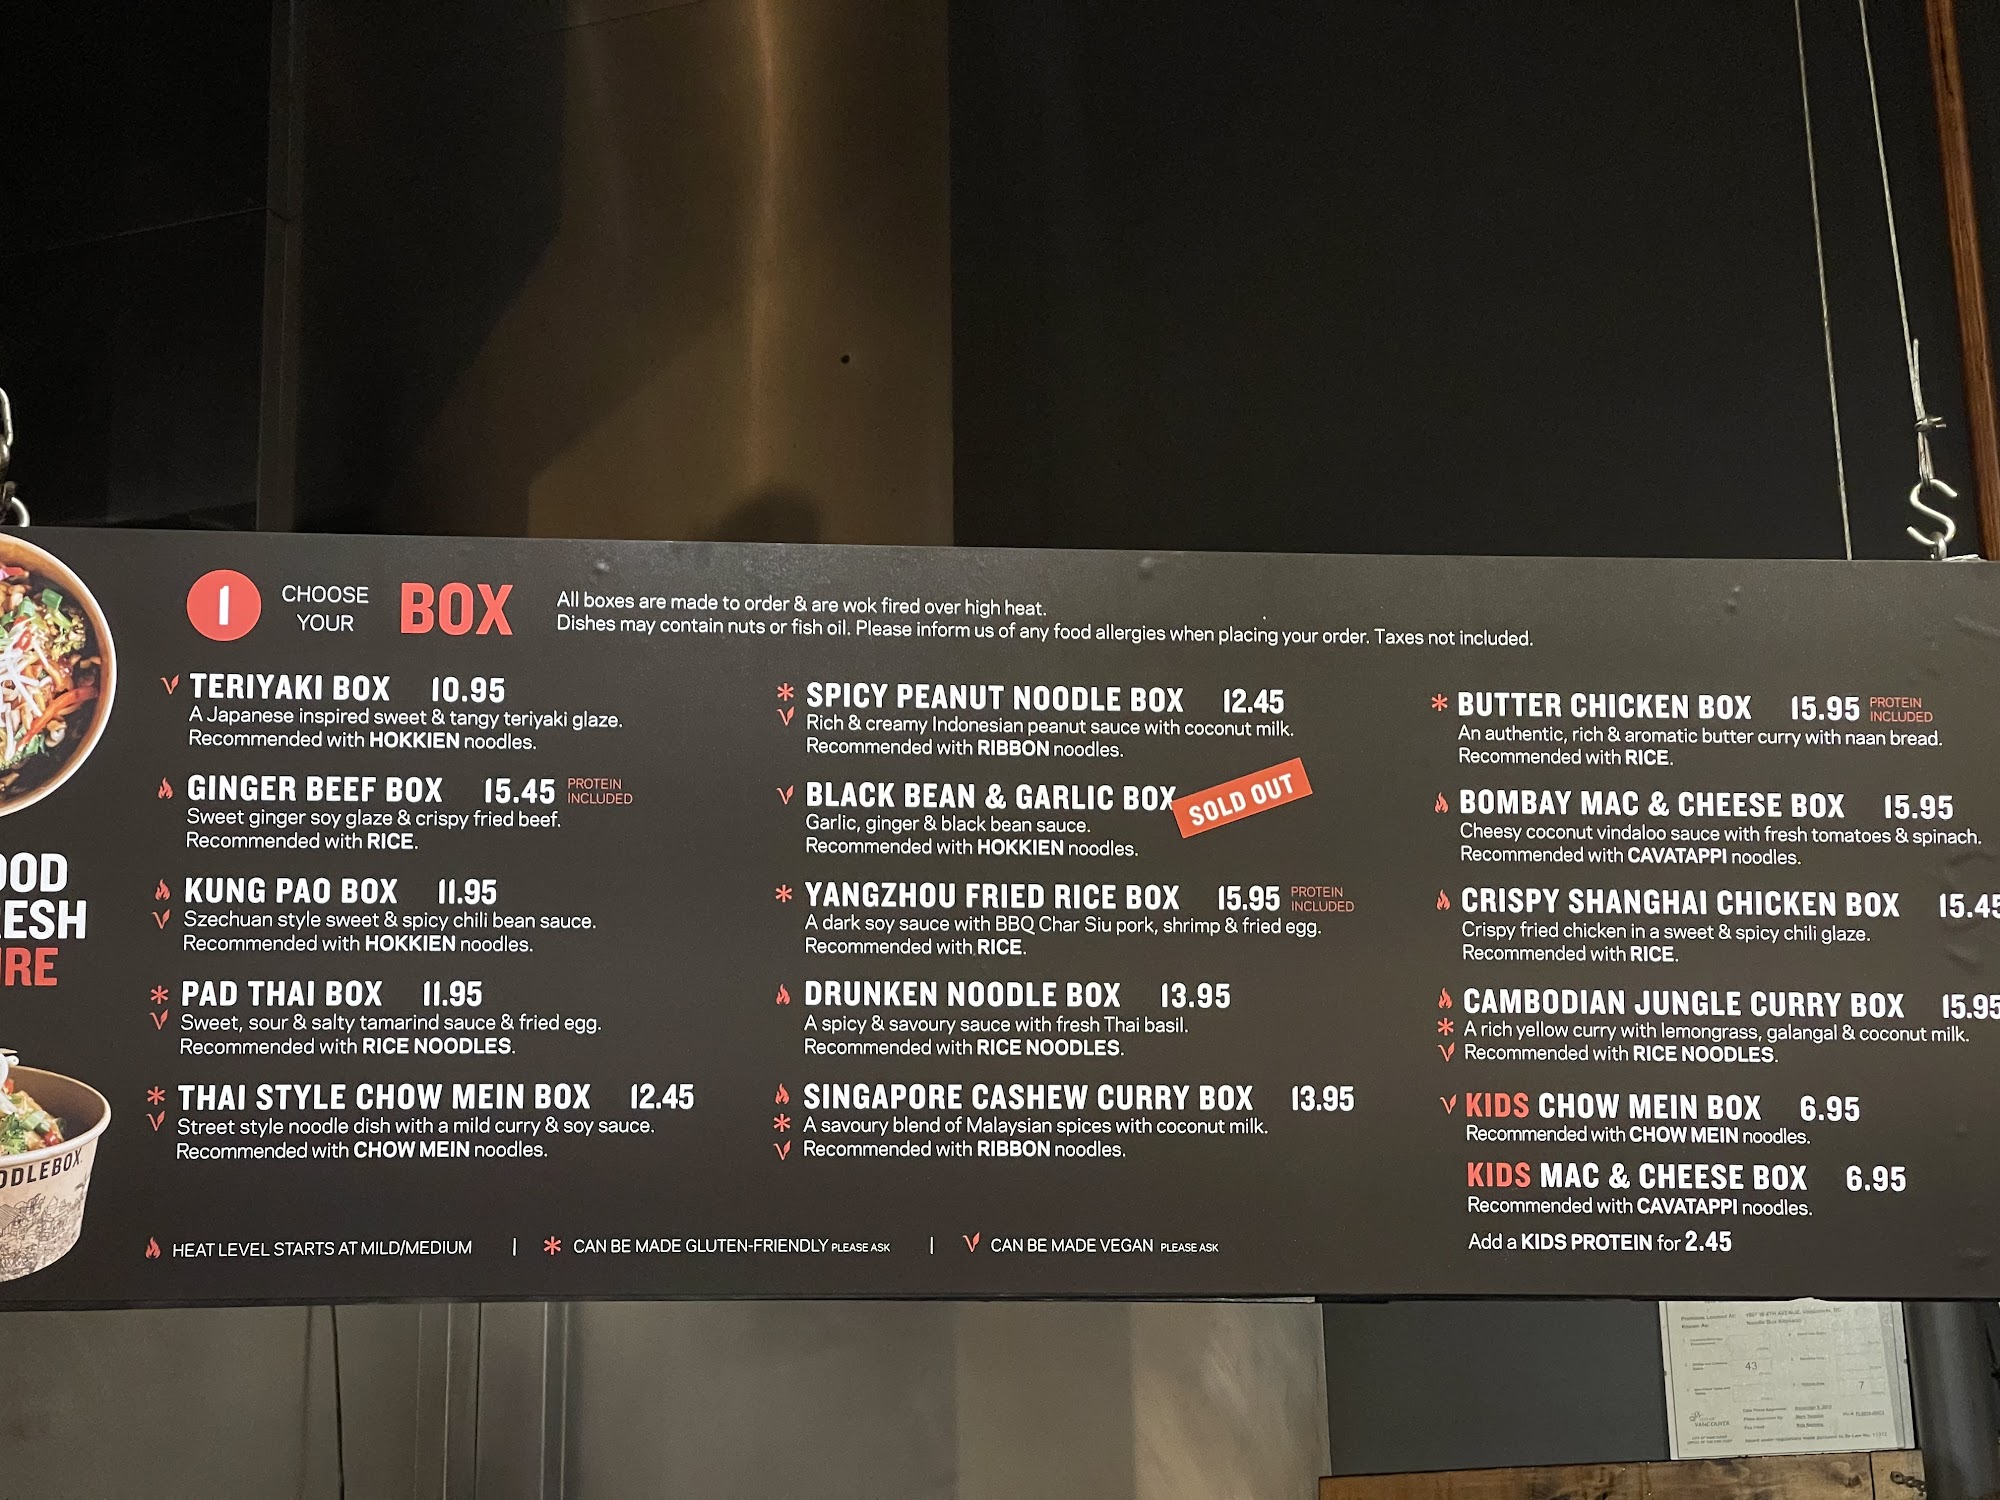 1 CHOOSE YOUR BOX
All boxes are made to order & are wok fired over high heat.
Dishes may contain nuts or fish oil. Please inform us of any food allergies when placing your order. Taxes not included.
TERIYAKI BOX 10.95
A Japanese inspired sweet & tangy teriyaki glaze.
Recommended with HOKKIEN noodles.
GINGER BEEF BOX 15.45 PROTEIN INCLUDED
Sweet ginger soy glaze & crispy fried beef.
Recommended with RICE.
KUNG PAO BOX 11.95
Szechuan style sweet & spicy chili bean sauce.
Recommended with HOKKIEN noodles.
PAD THAI BOX 11.95
Sweet, sour & salty tamarind sauce & fried egg.
Recommended with RICE NOODLES.
THAI STYLE CHOW MEIN BOX 12.45
Street style noodle dish with a mild curry & soy sauce.
Recommended with CHOW MEIN noodles.
SPICY PEANUT NOODLE BOX 12.45
Rich & creamy Indonesian peanut sauce with coconut milk.
Recommended with RIBBON noodles.
BLACK BEAN & GARLIC BOX SOLD OUT
Garlic, ginger & black bean sauce.
Recommended with HOKKIEN noodles.
YANGZHOU FRIED RICE BOX 15.95 PROTEIN INCLUDED
A dark soy sauce with BBQ Char Siu pork, shrimp & fried egg.
Recommended with RICE.
DRUNKEN NOODLE BOX 13.95
A spicy & savoury sauce with fresh Thai basil.
Recommended with RICE NOODLES.
SINGAPORE CASHEW CURRY BOX 13.95
A savoury blend of Malaysian spices with coconut milk.
Recommended with RIBBON noodles.
BUTTER CHICKEN BOX 15.95 PROTEIN INCLUDED
An authentic, rich & aromatic butter curry with naan bread.
Recommended with RICE.
BOMBAY MAC & CHEESE BOX 15.95
Cheesy coconut vindaloo sauce with fresh tomatoes & spinach.
Recommended with CAVATAPPI noodles.
CRISPY SHANGHAI CHICKEN BOX 15.45
Crispy fried chicken in a sweet & spicy chili glaze.
Recommended with RICE.
CAMBODIAN JUNGLE CURRY BOX 15.95
A rich yellow curry with lemongrass, galangal & coconut milk.
Recommended with RICE NOODLES.
KIDS CHOW MEIN BOX 6.95
Recommended with CHOW MEIN noodles.
KIDS MAC & CHEESE BOX 6.95
Recommended with CAVATAPPI noodles.
Add a KIDS PROTEIN for 2.45
HEAT LEVEL STARTS AT MILD/MEDIUM | CAN BE MADE GLUTEN-FRIENDLY PLEASE ASK | CAN BE MADE VEGAN PLEASE ASK
OOD
ESH
RE
ODLEBOX
43
7
VANCOUVER